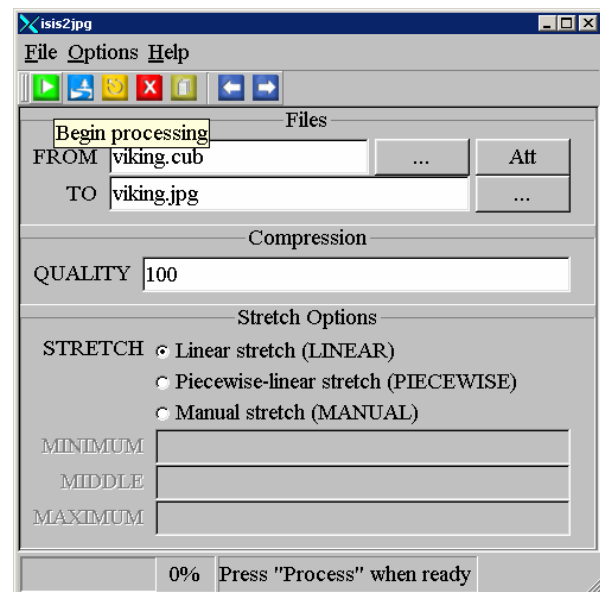 isis2jpg
File Options Help
Begin processing
Files
FROM viking.cub ... Att
TO viking.jpg ...
Compression
QUALITY 100
Stretch Options
STRETCH Linear stretch (LINEAR)
Piecewise-linear stretch (PIECEWISE)
Manual stretch (MANUAL)
MINIMUM
MIDDLE
MAXIMUM
0% Press "Process" when ready